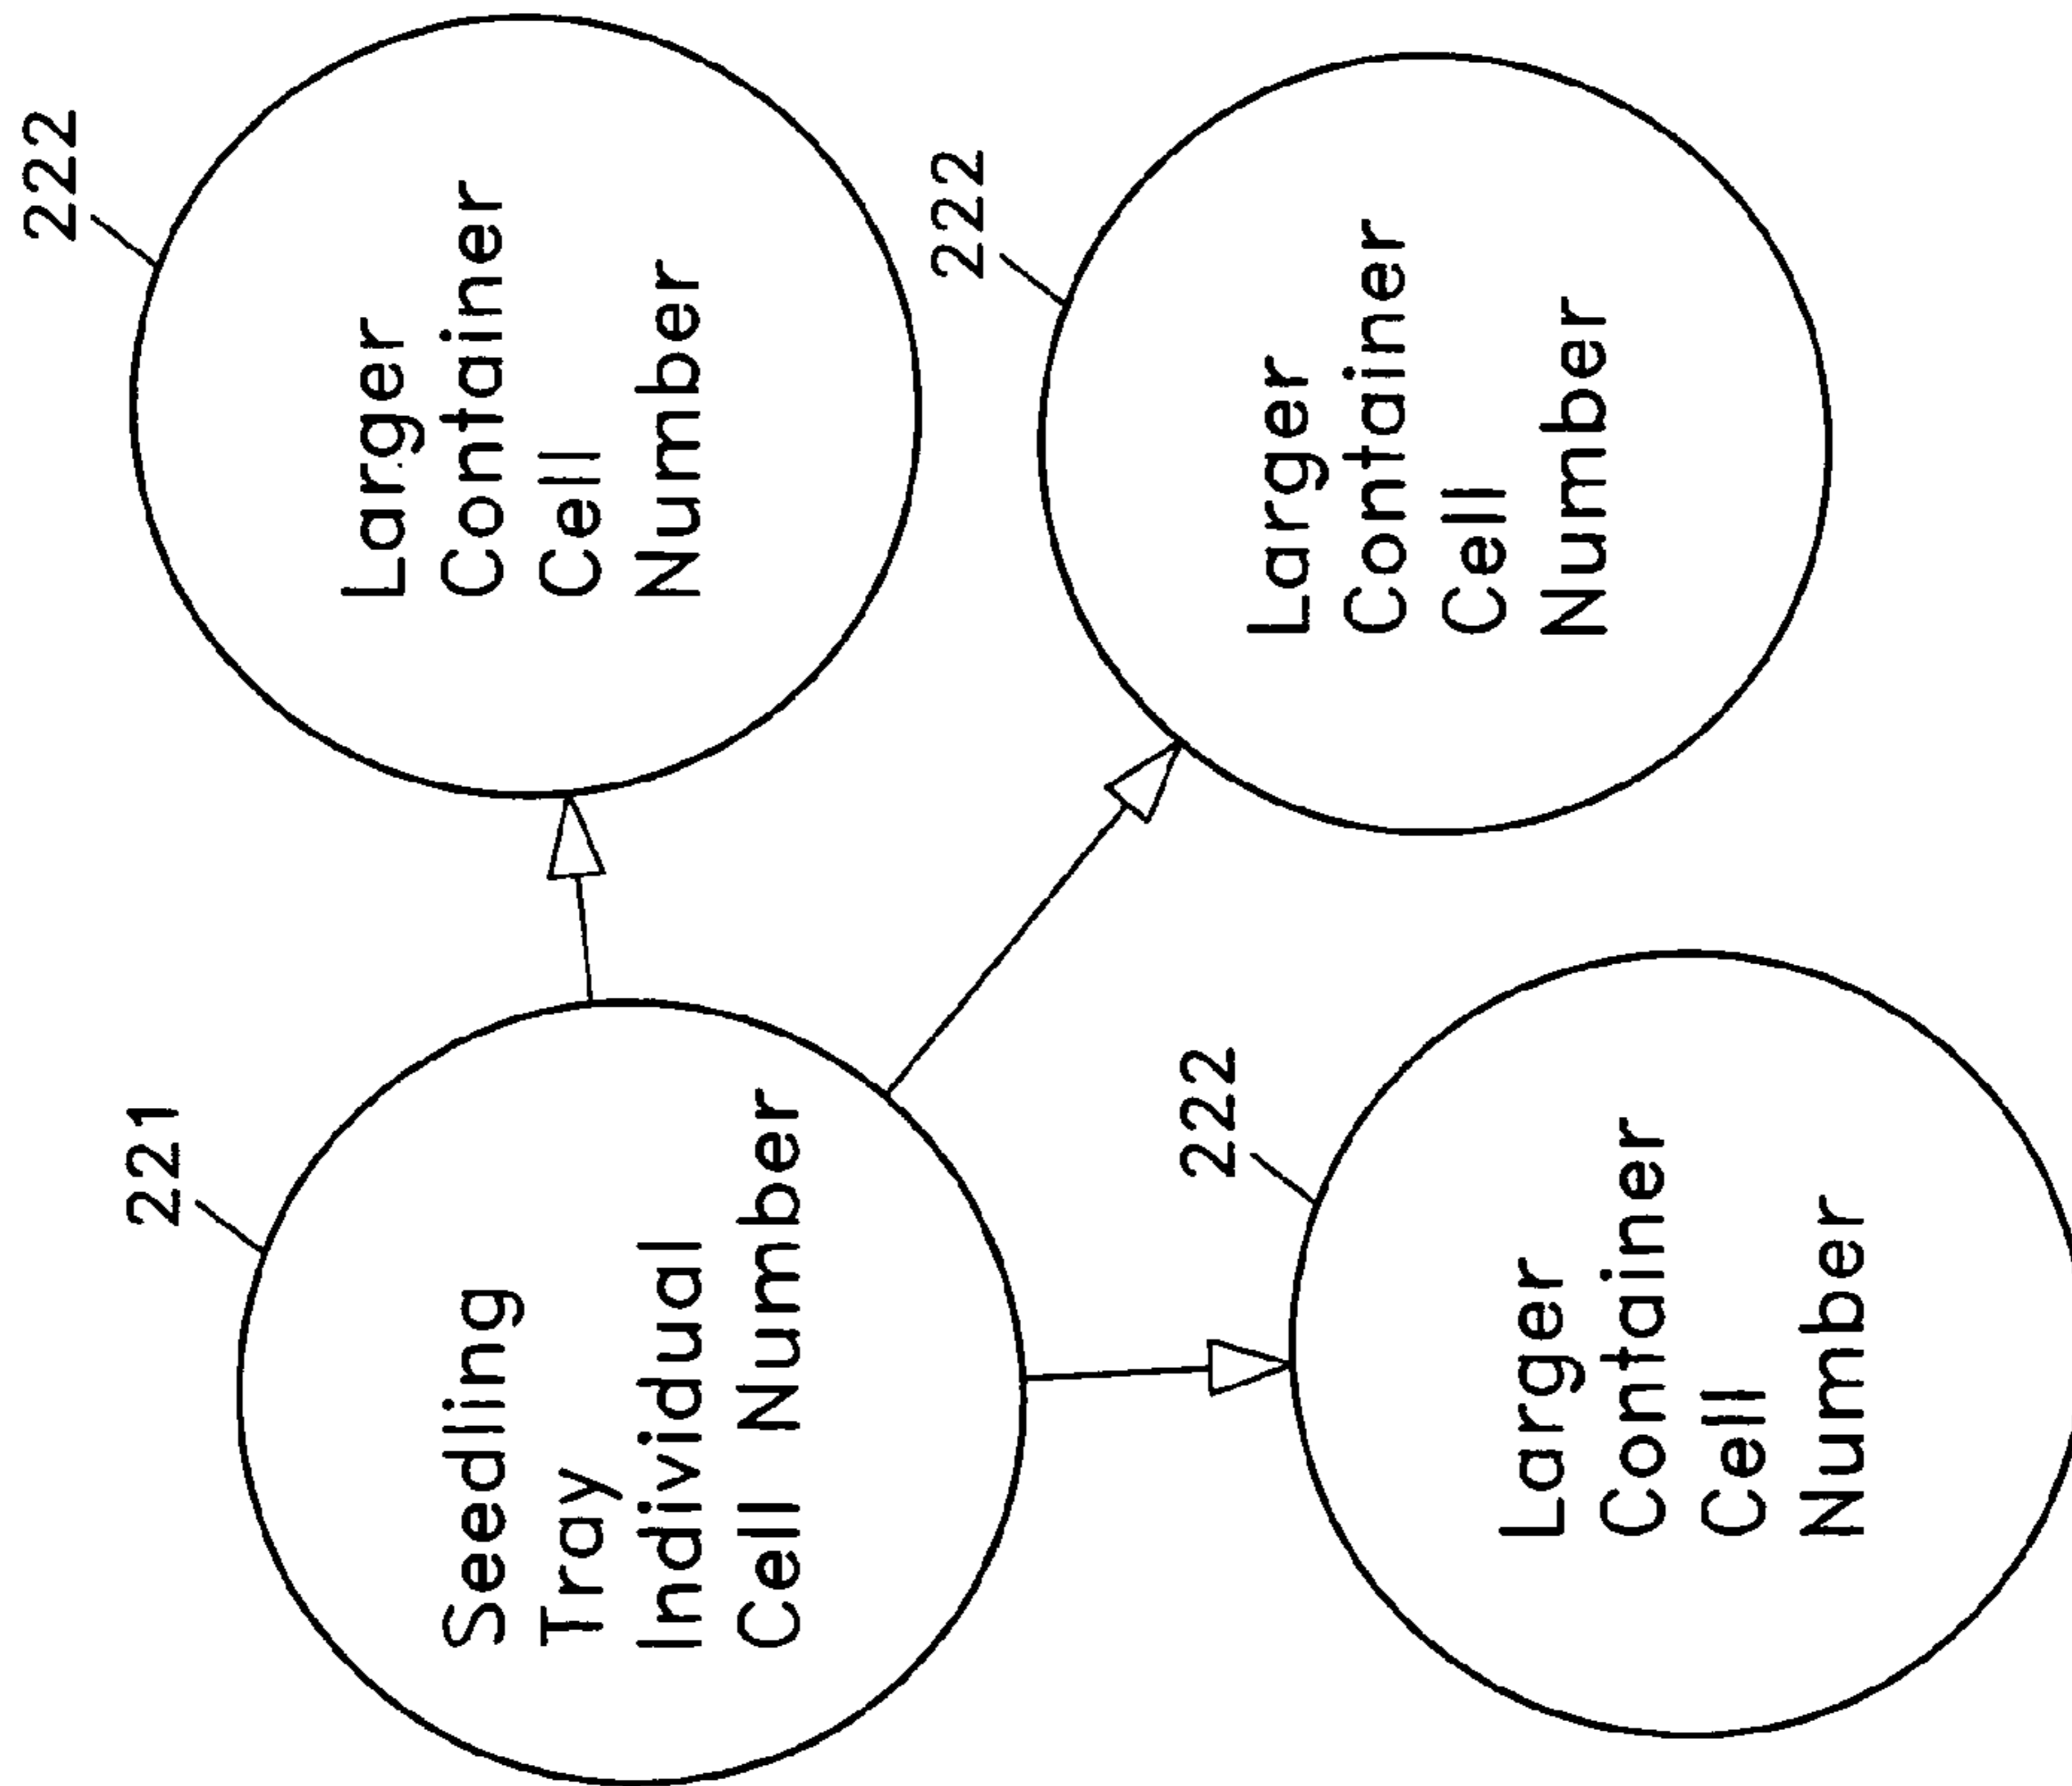 221
Seedling
Tray
Individual
Cell Number
222
Larger
Container
Cell
Number
222
Larger
Container
Cell
Number
222
Larger
Container
Cell
Number